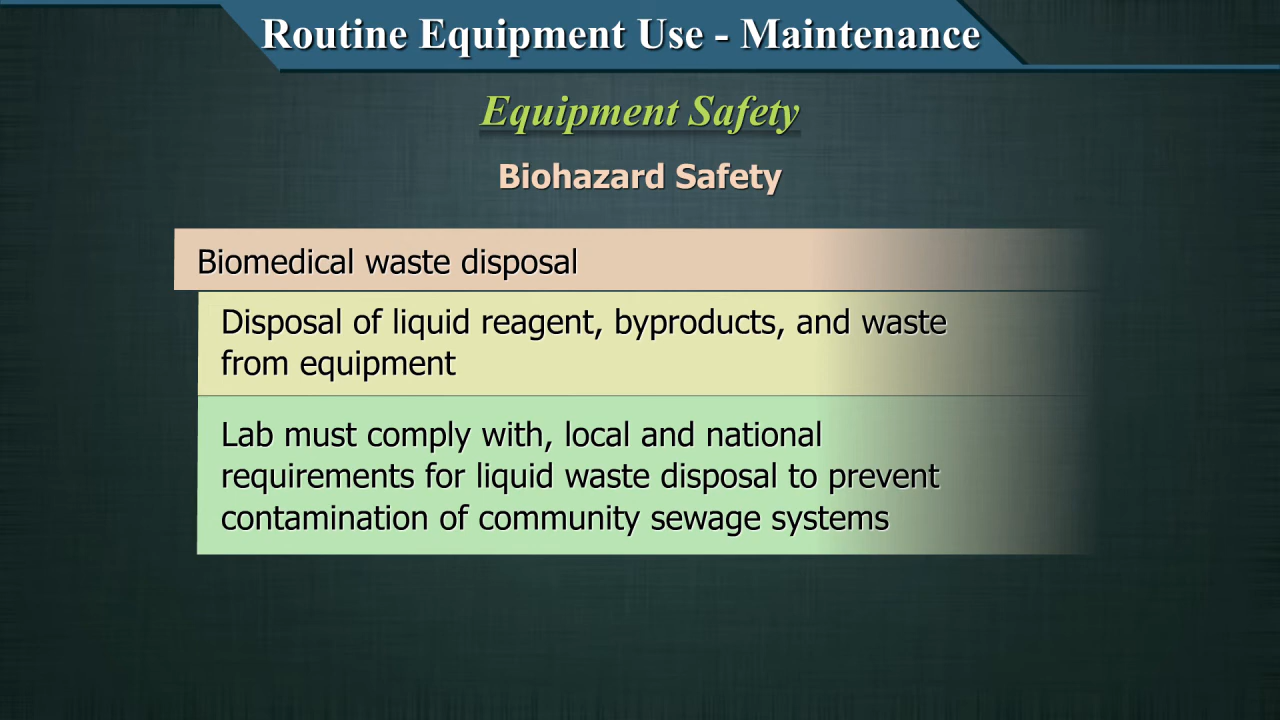 Routine Equipment Use - Maintenance
Equipment Safety
Biohazard Safety
Biomedical waste disposal
Disposal of liquid reagent, byproducts, and waste
from equipment
Lab must comply with, local and national
requirements for liquid waste disposal to prevent
contamination of community sewage systems